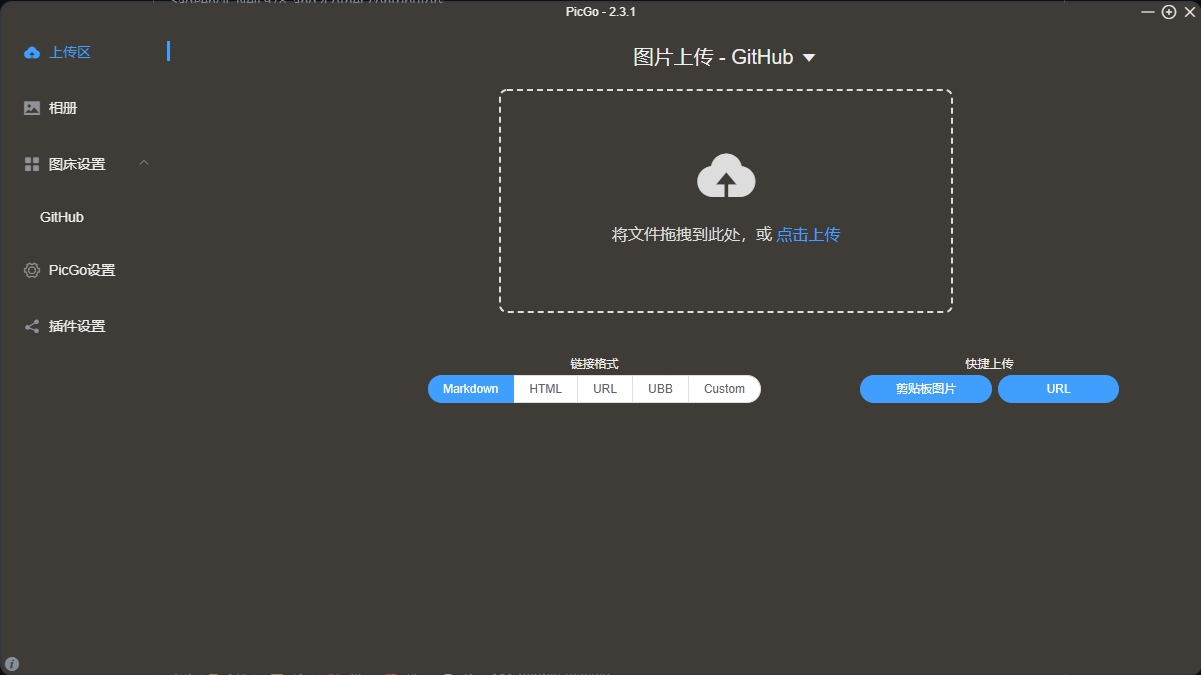 PicGo - 2.3.1
上传区
相册
图床设置
GitHub
PicGo设置
插件设置
图片上传 - GitHub
将文件拖拽到此处，或 点击上传
链接格式
Markdown HTML URL UBB Custom
快捷上传
剪贴板图片 URL